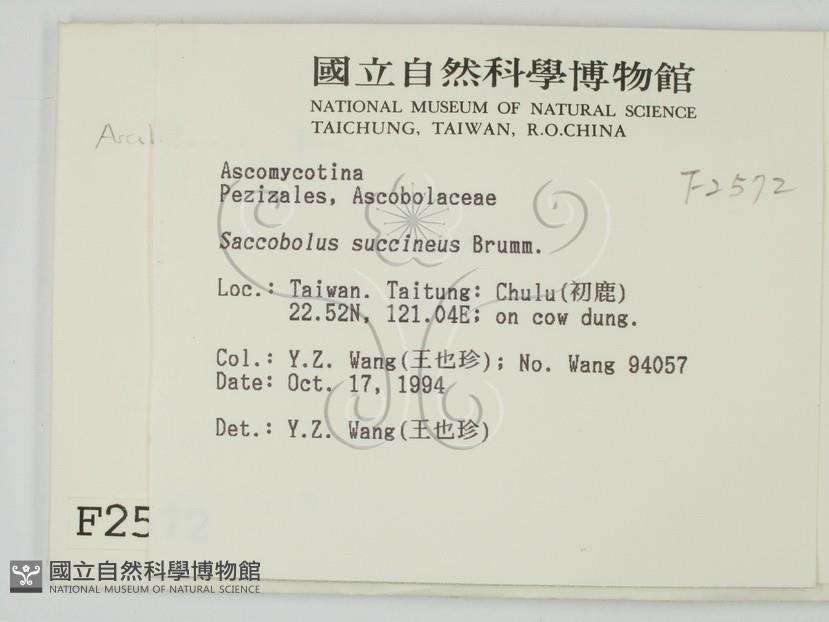 國立自然科學博物館
NATIONAL MUSEUM OF NATURAL SCIENCE
TAICHUNG, TAIWAN, R.O.CHINA
F2572
Ascomycotina
Pezizales, Ascobolaceae
Saccobolus succineus Brumm.
Loc.: Taiwan. Taitung: Chulu(初鹿)
22.52N, 121.04E; on cow dung.
Col.: Y.Z. Wang(王也珍); No. Wang 94057
Date: Oct. 17, 1994
Det.: Y.Z. Wang(王也珍)
F2572
國立自然科學博物館
NATIONAL MUSEUM OF NATURAL SCIENCE